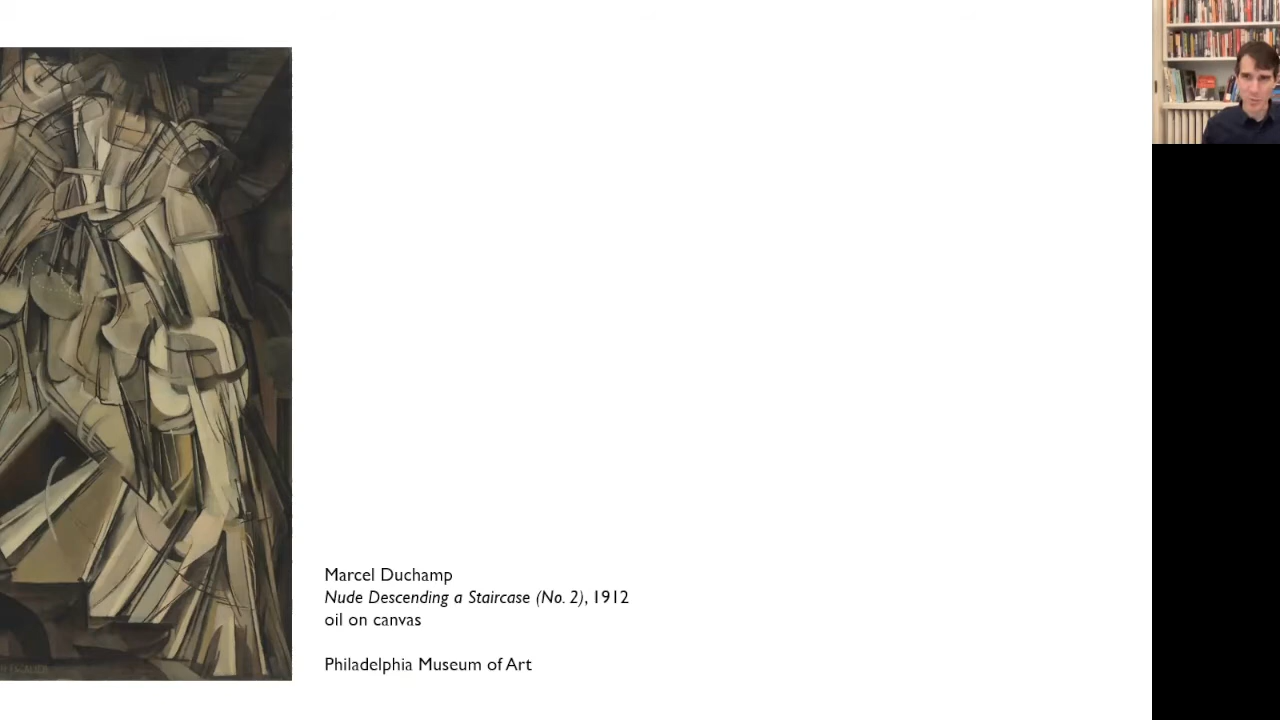 Marcel Duchamp
Nude Descending a Staircase (No. 2), 1912
oil on canvas
Philadelphia Museum of Art